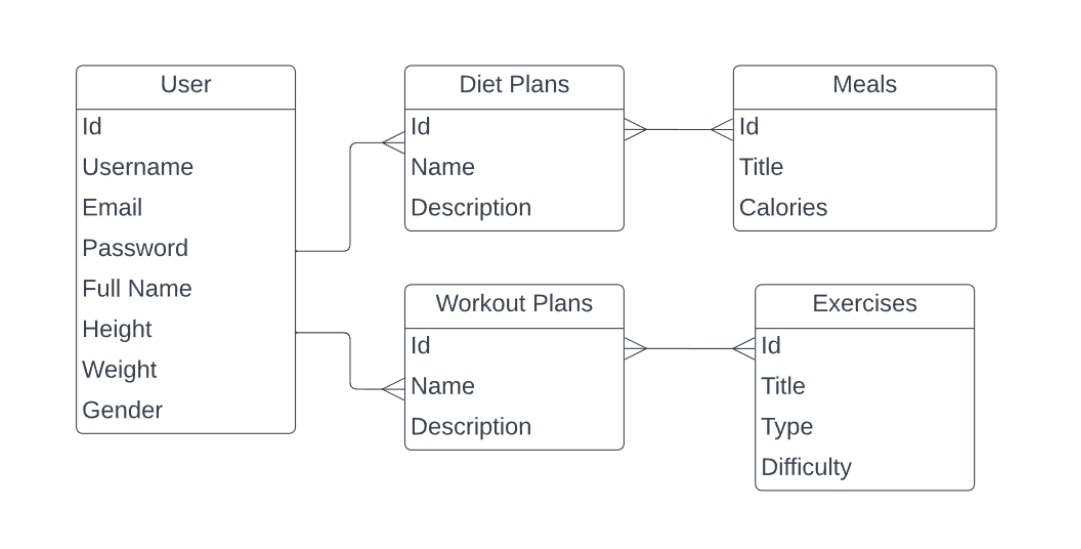 User
Id
Username
Email
Password
Full Name
Height
Weight
Gender
Diet Plans
Id
Name
Description
Meals
Id
Title
Calories
Workout Plans
Id
Name
Description
Exercises
Id
Title
Type
Difficulty